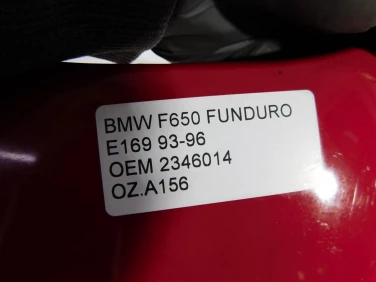 BMW F650 FUNDURO
E169 93-96
OEM 2346014
OZ.A156